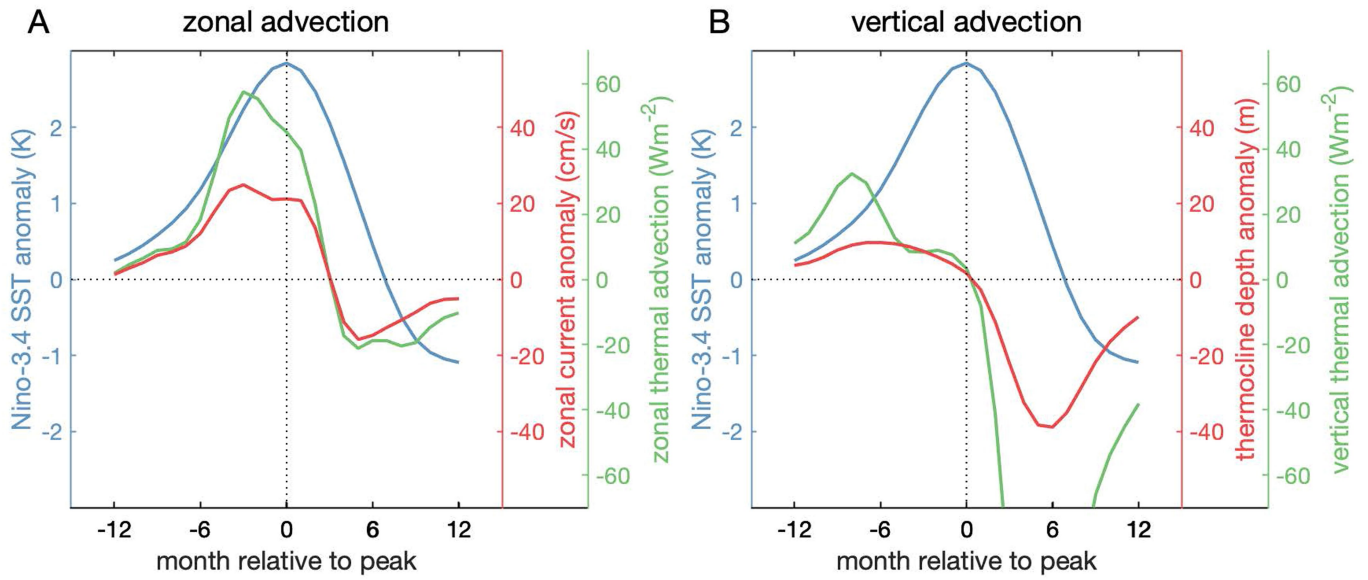 A
zonal advection
Nino-3.4 SST anomaly (K)
2
1
0
-1
-2
40
20
0
-20
-40
zonal current anomaly (cm/s)
60
40
20
0
-20
-40
-60
zonal thermal advection (Wm-2)
-12 -6 0 6 12
month relative to peak
B
vertical advection
Nino-3.4 SST anomaly (K)
2
1
0
-1
-2
40
20
0
-20
-40
thermocline depth anomaly (m)
60
40
20
0
-20
-40
-60
vertical thermal advection (Wm-2)
-12 -6 0 6 12
month relative to peak